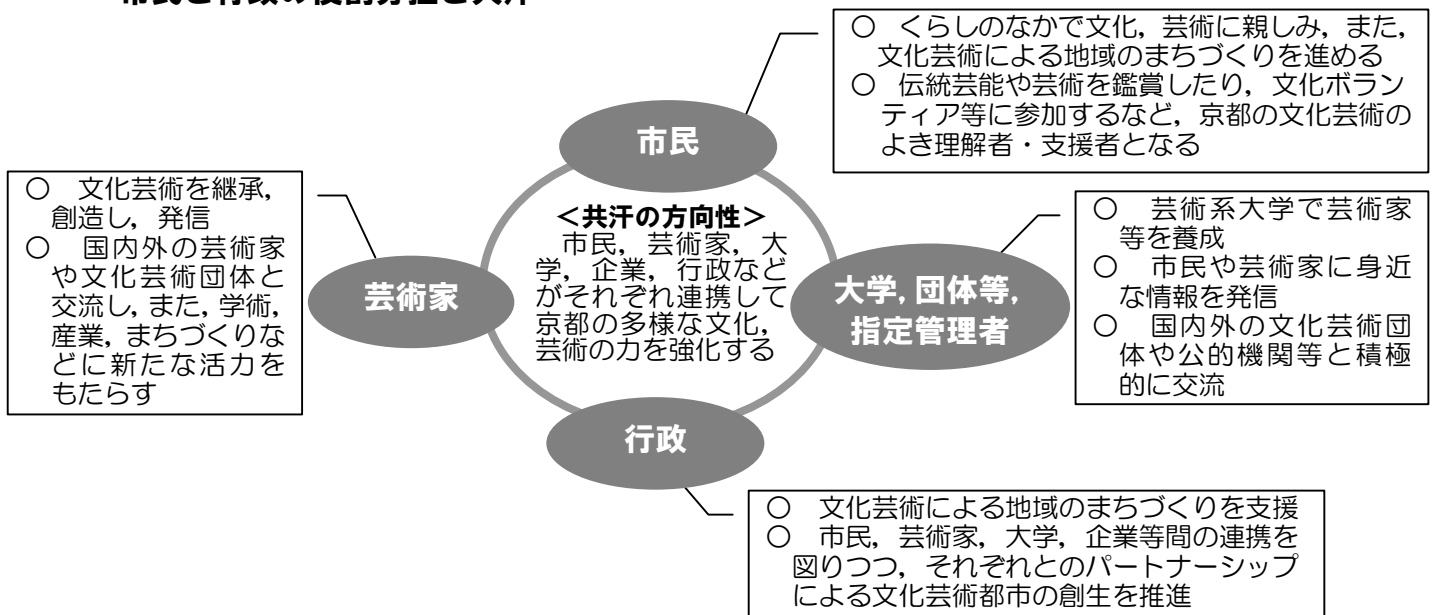 市民と行政の役割分担と共汗
市民
○ くらしのなかで文化，芸術に親しみ，また，
文化芸術による地域のまちづくりを進める
○ 伝統芸能や芸術を鑑賞したり，文化ボラン
ティア等に参加するなど，京都の文化芸術の
よき理解者・支援者となる
芸術家
○ 文化芸術を継承，
創造し，発信
○ 国内外の芸術家
や文化芸術団体と
交流し，また，学術，
産業，まちづくりな
どに新たな活力を
もたらす
＜共汗の方向性＞
市民，芸術家，大
学，企業，行政など
がそれぞれ連携して
京都の多様な文化，
芸術の力を強化する
大学，団体等，
指定管理者
○ 芸術系大学で芸術家
等を養成
○ 市民や芸術家に身近
な情報を発信
○ 国内外の文化芸術団
体や公的機関等と積極
的に交流
行政
○ 文化芸術による地域のまちづくりを支援
○ 市民，芸術家，大学，企業等間の連携を
図りつつ，それぞれとのパートナーシップ
による文化芸術都市の創生を推進